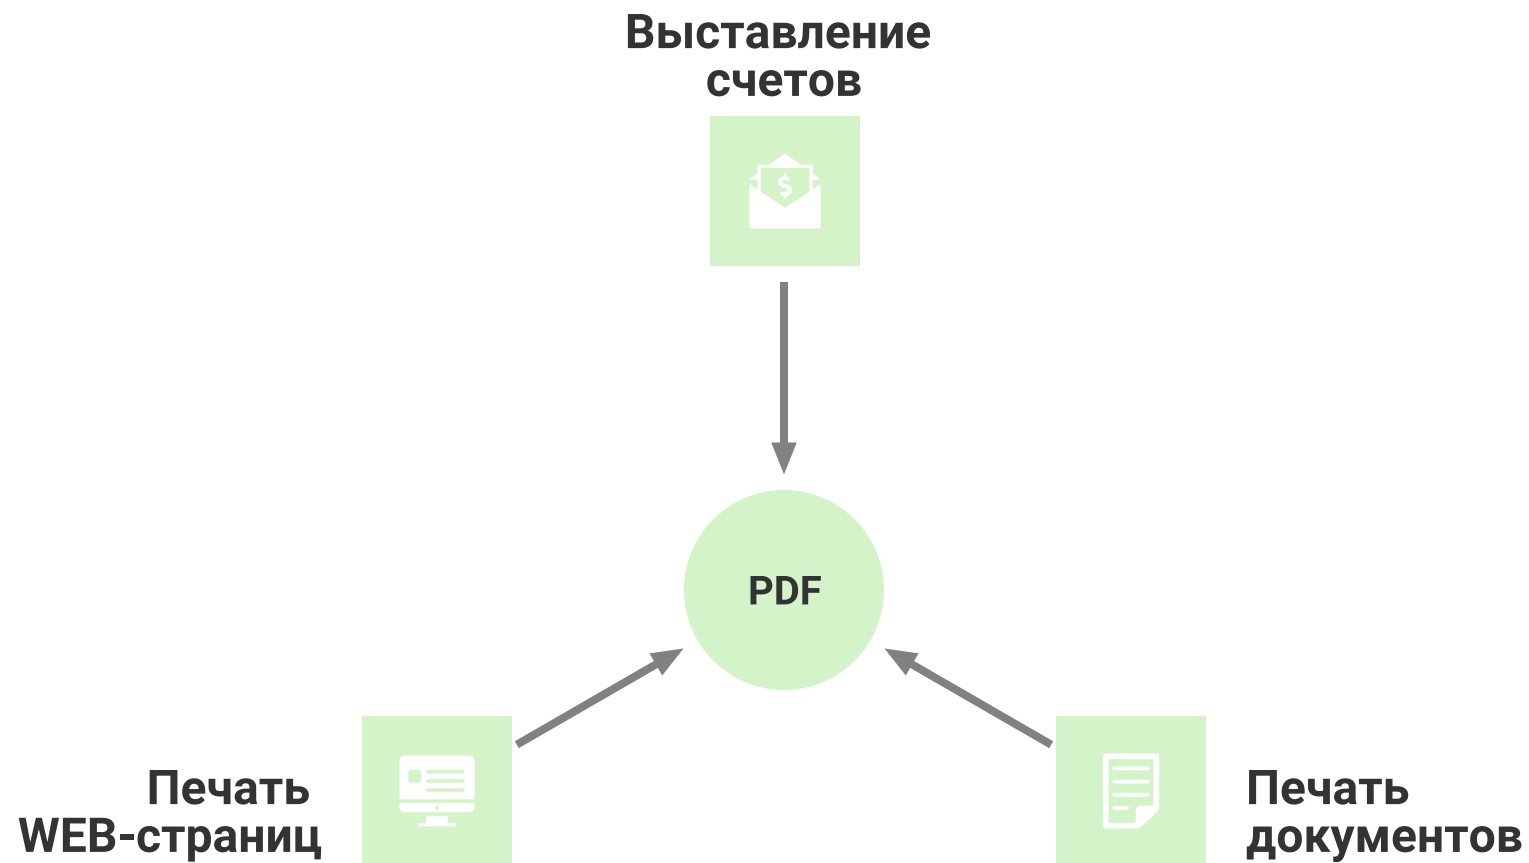 Выставление
счетов
$
PDF
Печать
WEB-страниц
Печать
документов